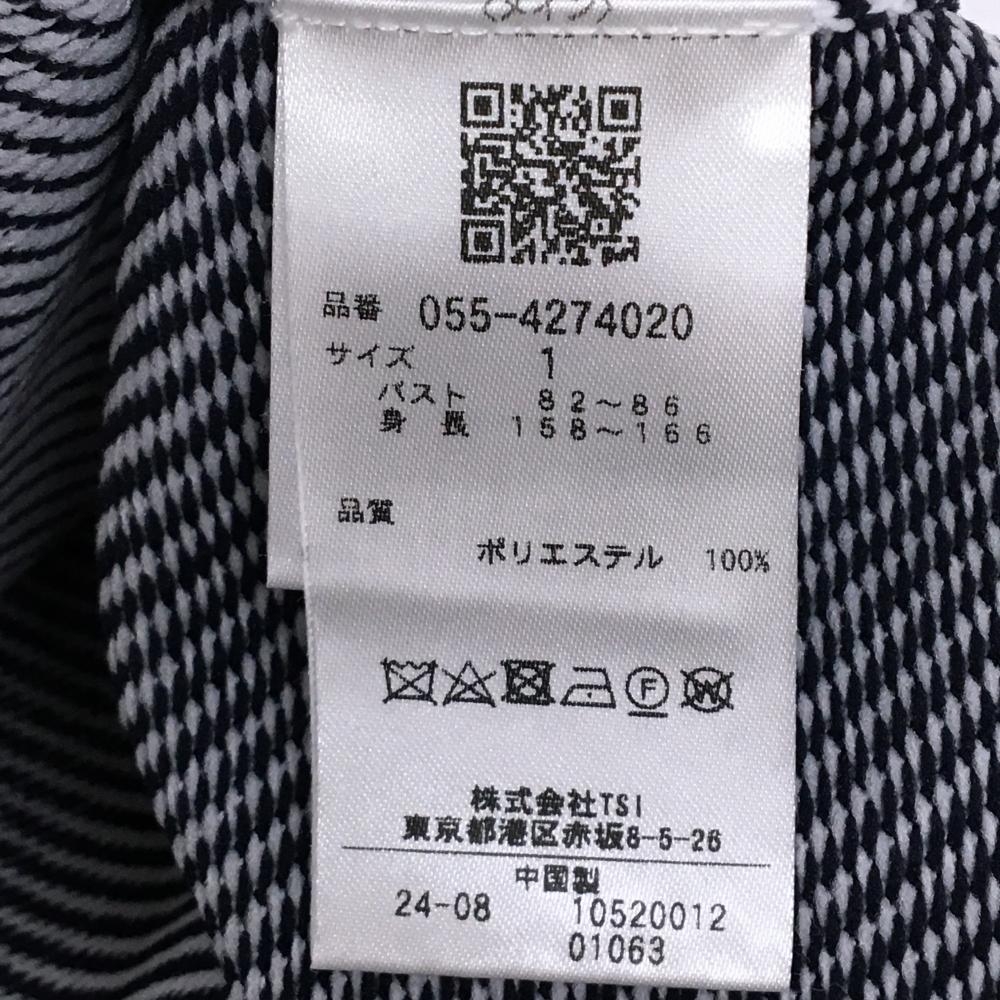 品番 055-4274020
サイズ 1
バスト 82～86
身長 158～166
品質
ポリエステル 100%
F W
株式会社TSI
東京都港区赤坂8-5-26
中国製
24-08 10520012
01063